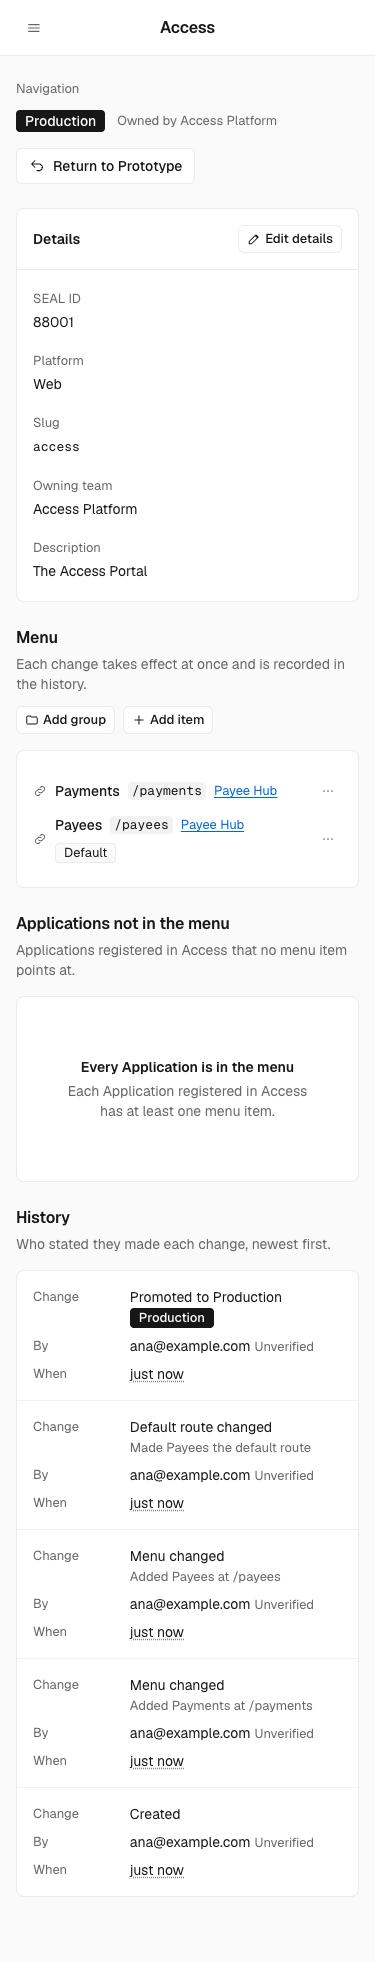 Access
Navigation
Production Owned by Access Platform
Return to Prototype
Details Edit details
SEAL ID
88001
Platform
Web
Slug
access
Owning team
Access Platform
Description
The Access Portal
Menu
Each change takes effect at once and is recorded in
the history.
Add group Add item
Payments /payments Payee Hub
Payees /payees Payee Hub
Default
Applications not in the menu
Applications registered in Access that no menu item
points at.
Every Application is in the menu
Each Application registered in Access
has at least one menu item.
History
Who stated they made each change, newest first.
Change Promoted to Production
Production
By ana@example.com Unverified
When just now
Change Default route changed
Made Payees the default route
By ana@example.com Unverified
When just now
Change Menu changed
Added Payees at /payees
By ana@example.com Unverified
When just now
Change Menu changed
Added Payments at /payments
By ana@example.com Unverified
When just now
Change Created
By ana@example.com Unverified
When just now